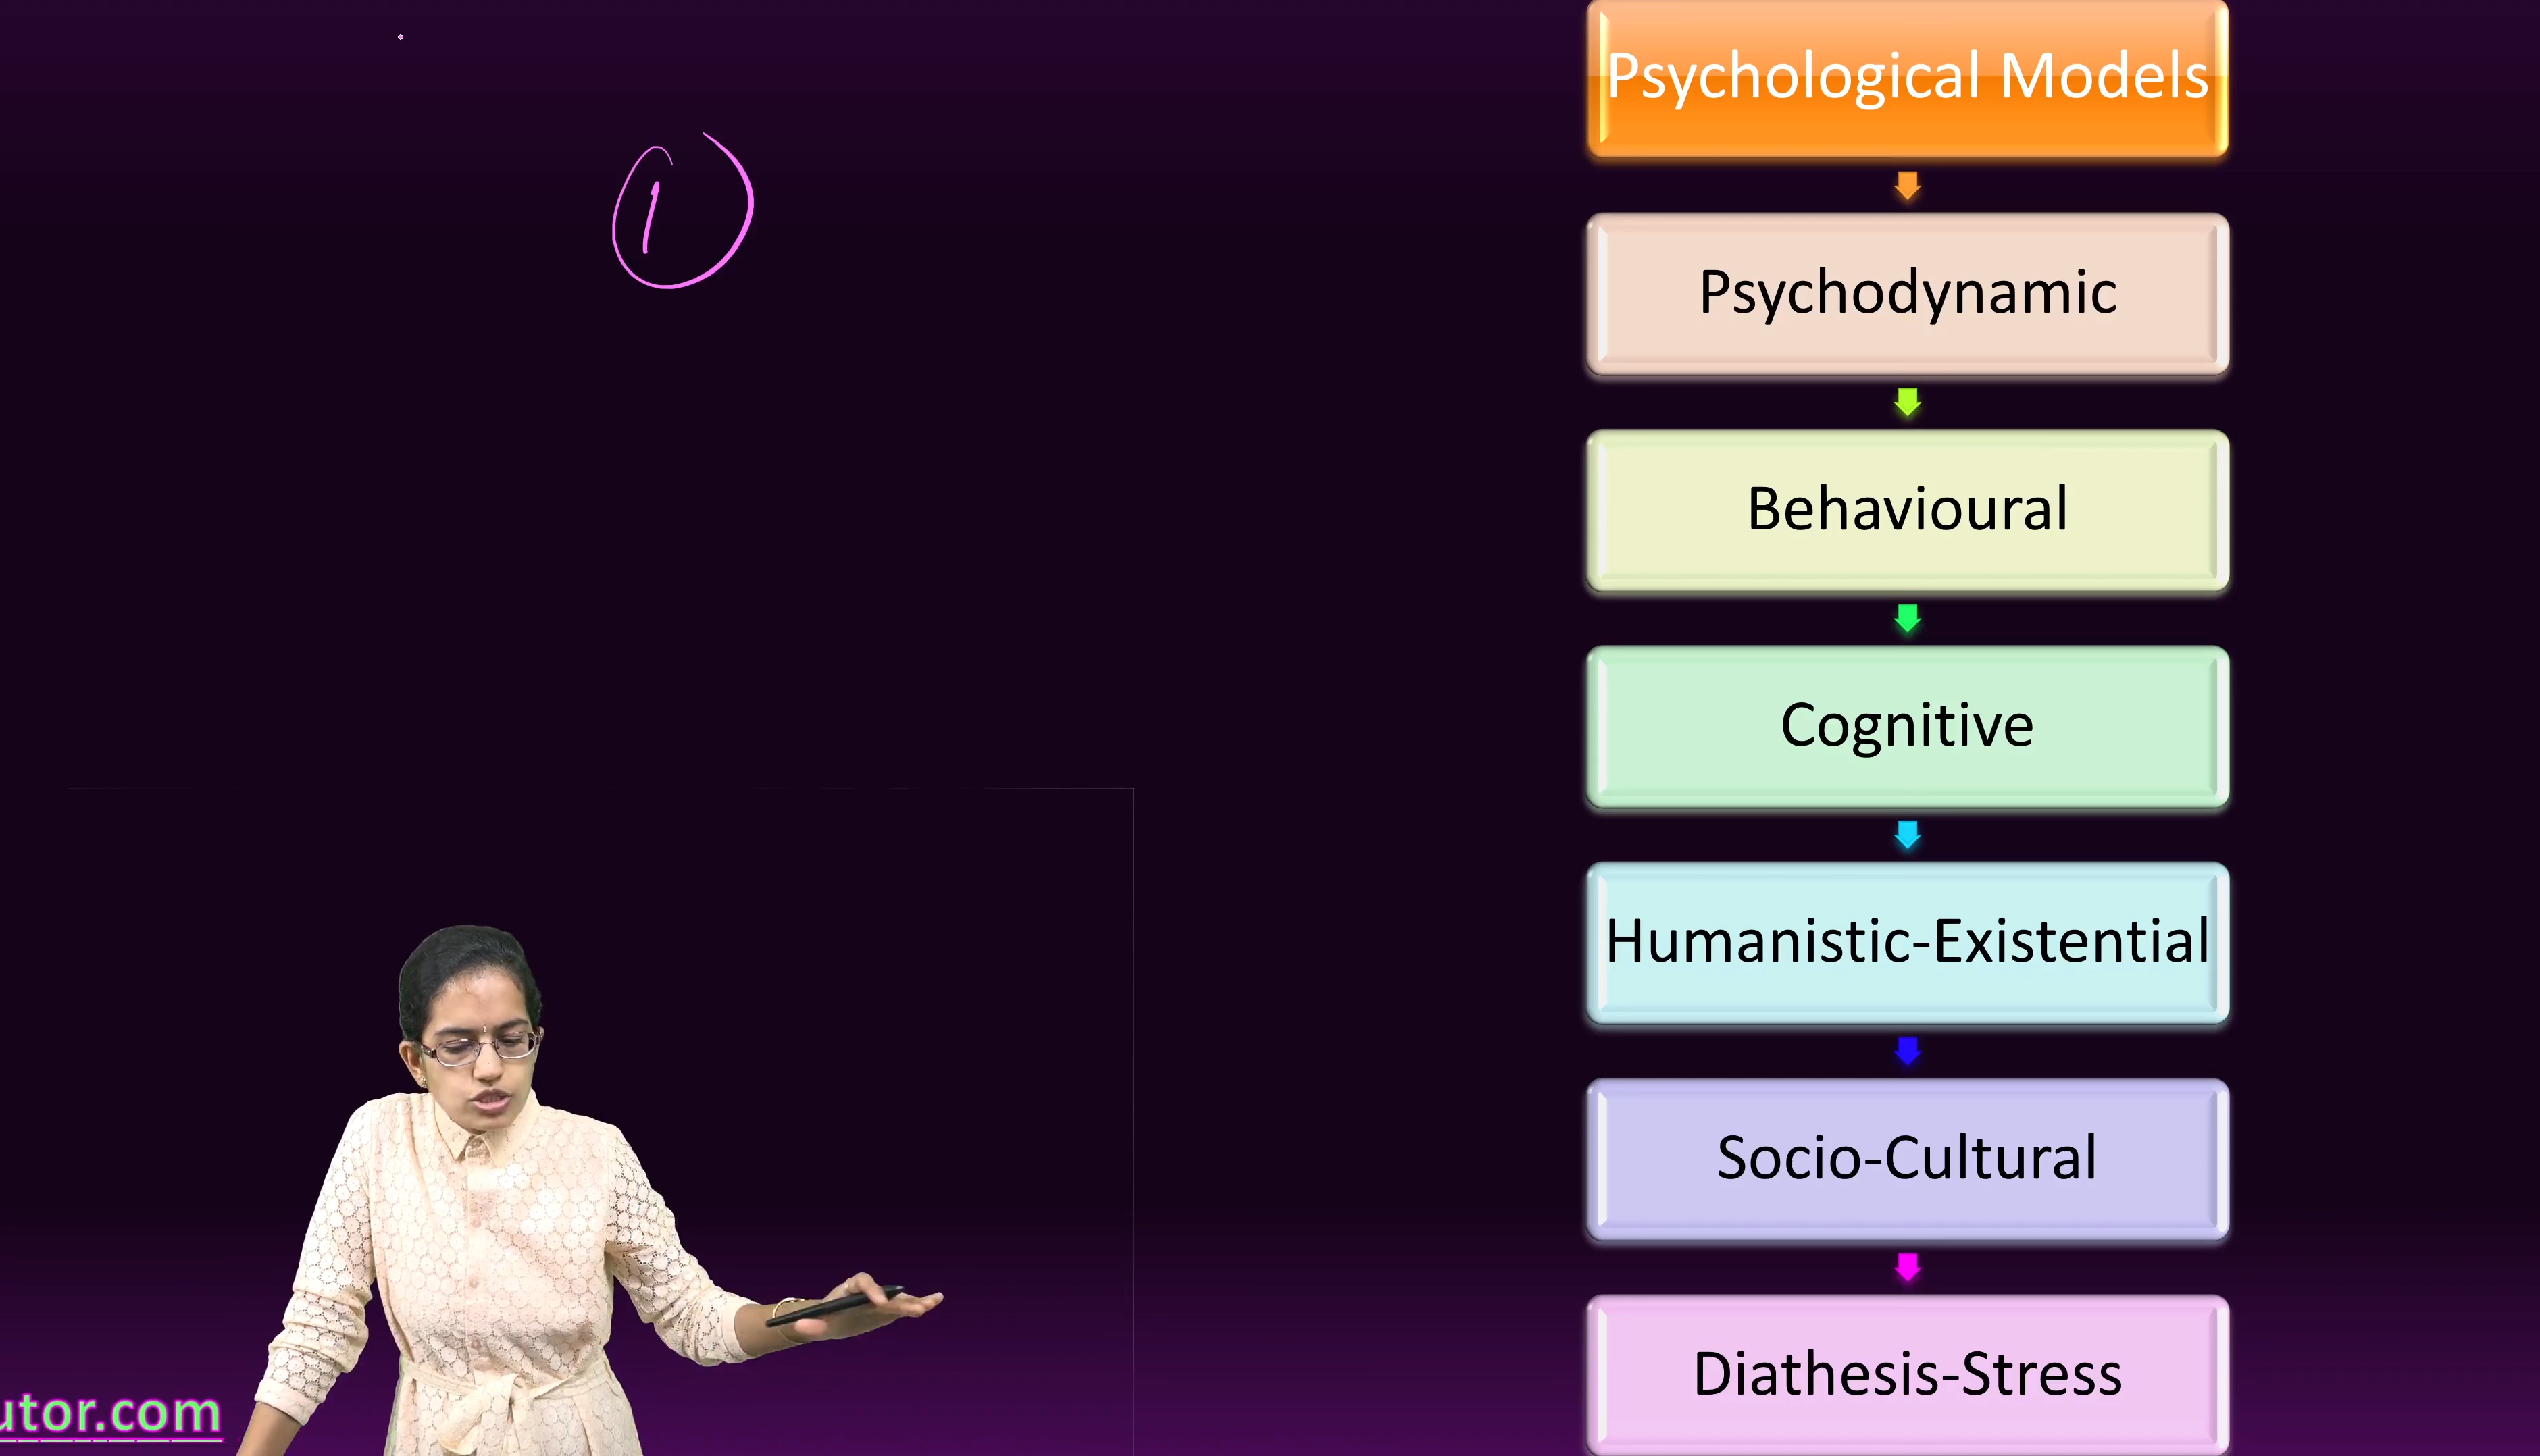 1
Psychological Models
Psychodynamic
Behavioural
Cognitive
Humanistic-Existential
Socio-Cultural
Diathesis-Stress
utor.com